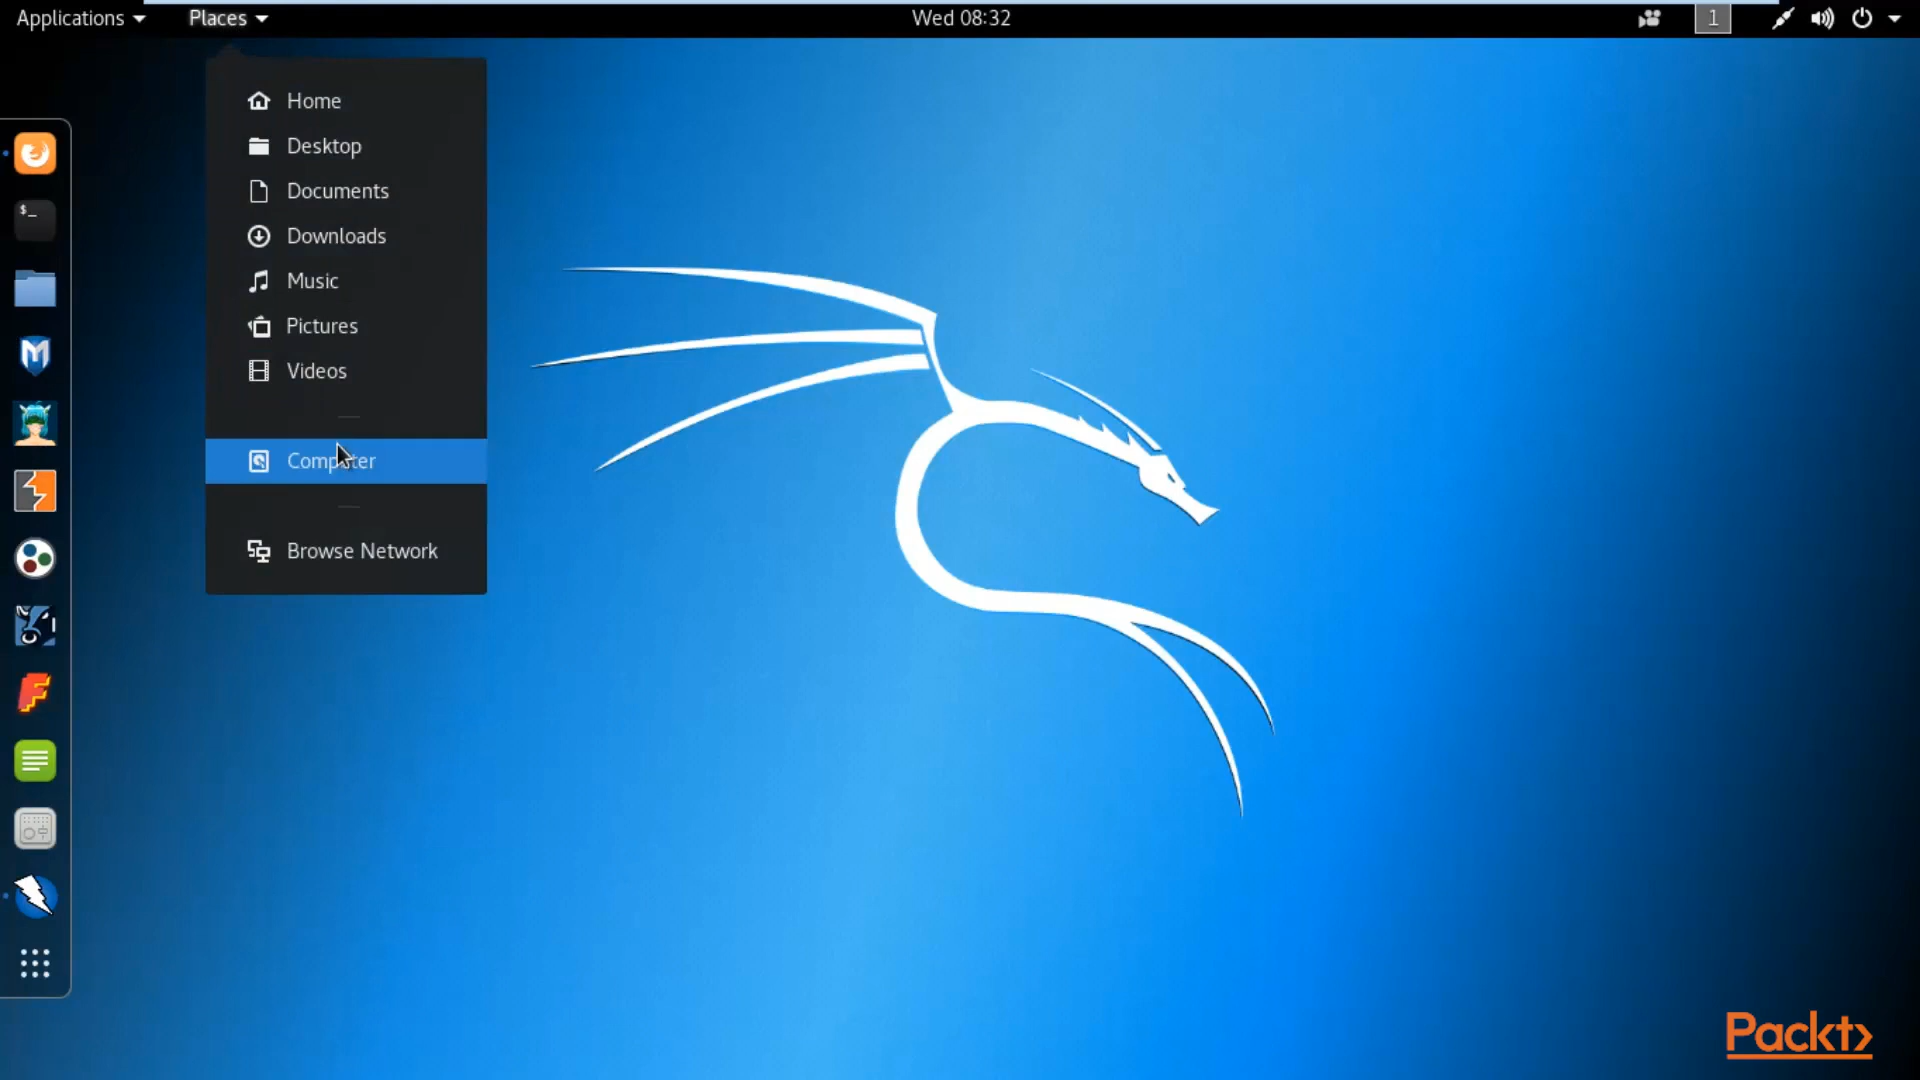 Applications
Places
Wed 08:32
1
Home
Desktop
Documents
Downloads
Music
Pictures
Videos
Computer
Browse Network
$_
M
F
Packt>